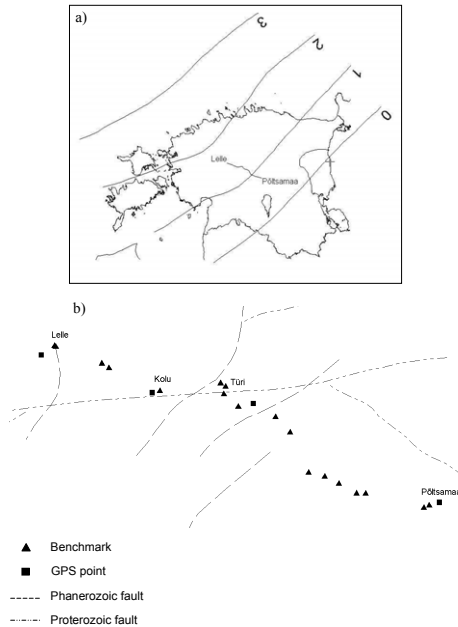 a)
3
2
1
0
Lelle
Põltsamaa
b)
Lelle
Kolu
Türi
Põltsamaa
Benchmark
GPS point
Phanerozoic fault
Proterozoic fault